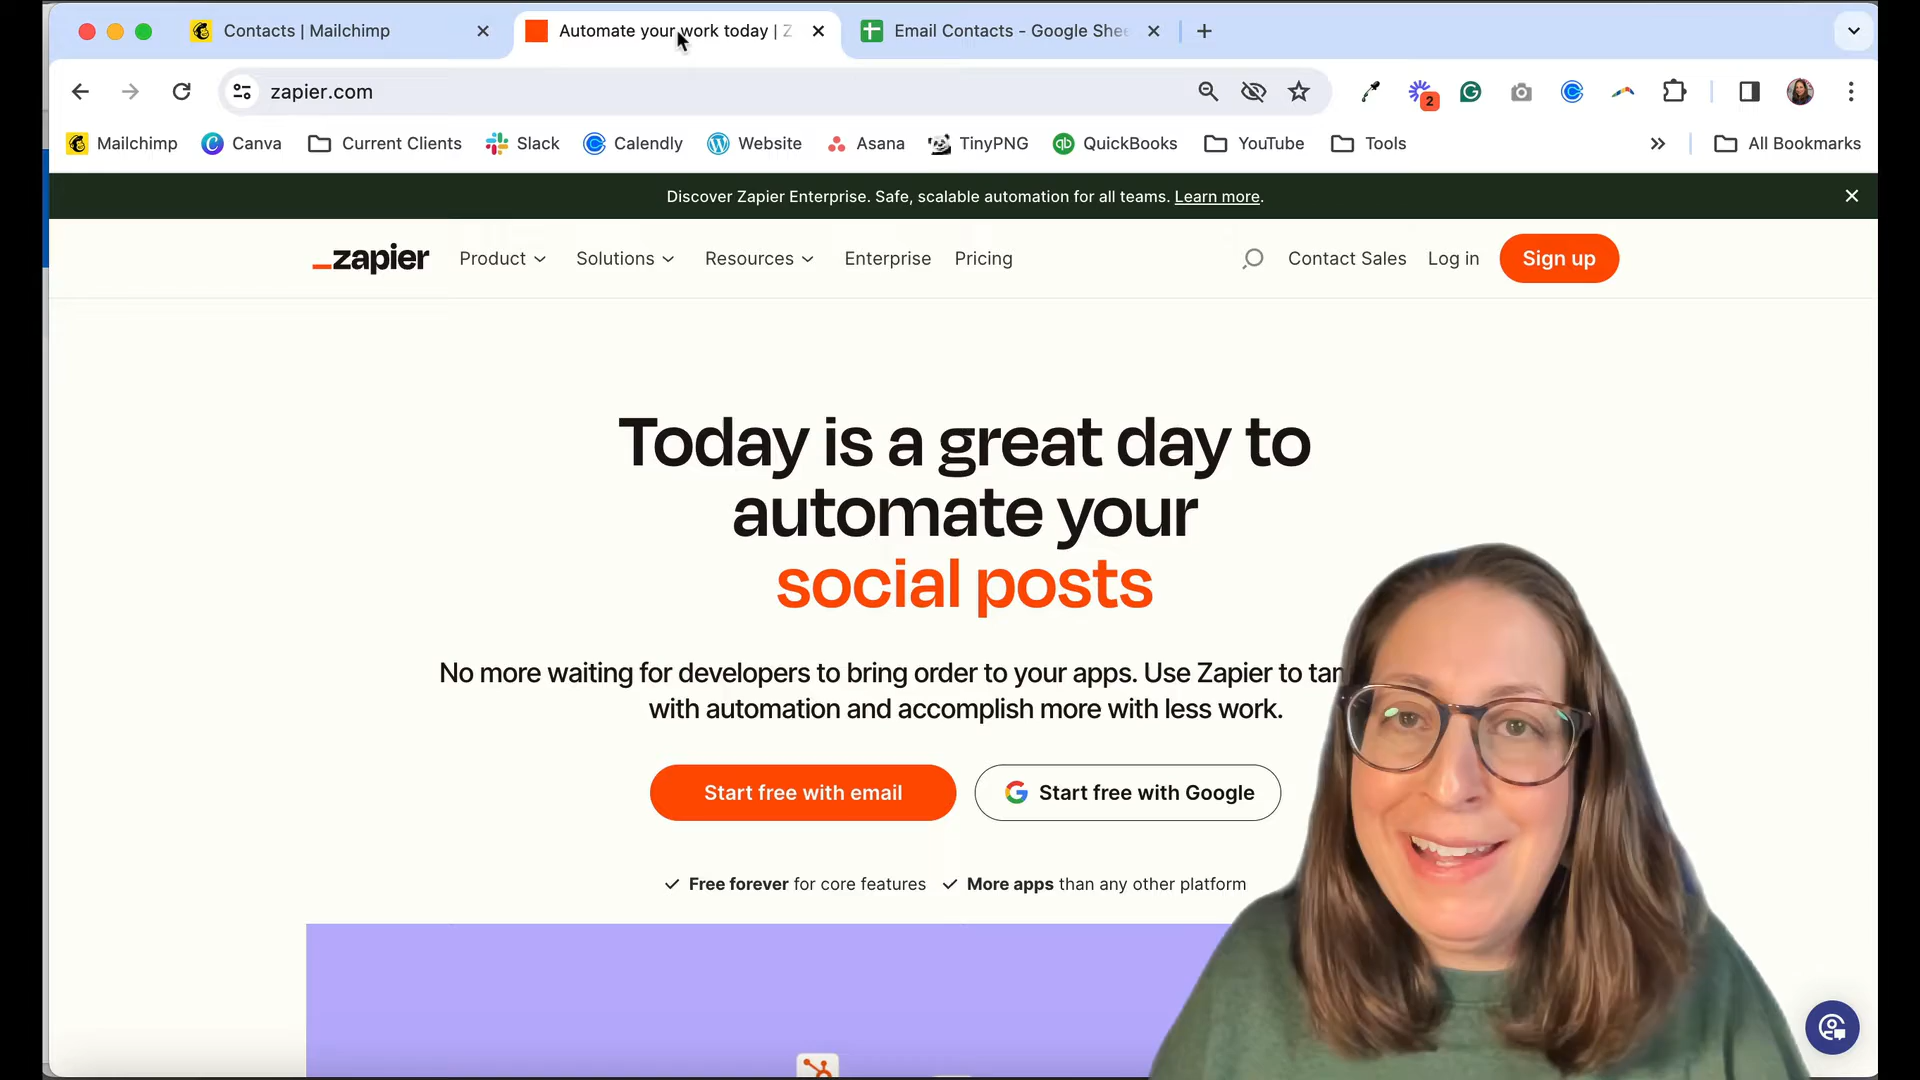 Contacts | Mailchimp
Automate your work today | Z
Email Contacts - Google She
zapier.com
2
Mailchimp
Canva
Current Clients
Slack
Calendly
Website
Asana
TinyPNG
QuickBooks
YouTube
Tools
All Bookmarks
Discover Zapier Enterprise. Safe, scalable automation for all teams. Learn more.
zapier
Product
Solutions
Resources
Enterprise
Pricing
Contact Sales
Log in
Sign up
Today is a great day to
automate your
social posts
No more waiting for developers to bring order to your apps. Use Zapier to
with automation and accomplish more with less work.
Start free with email
Start free with Google
Free forever for core features
More apps than any other platform